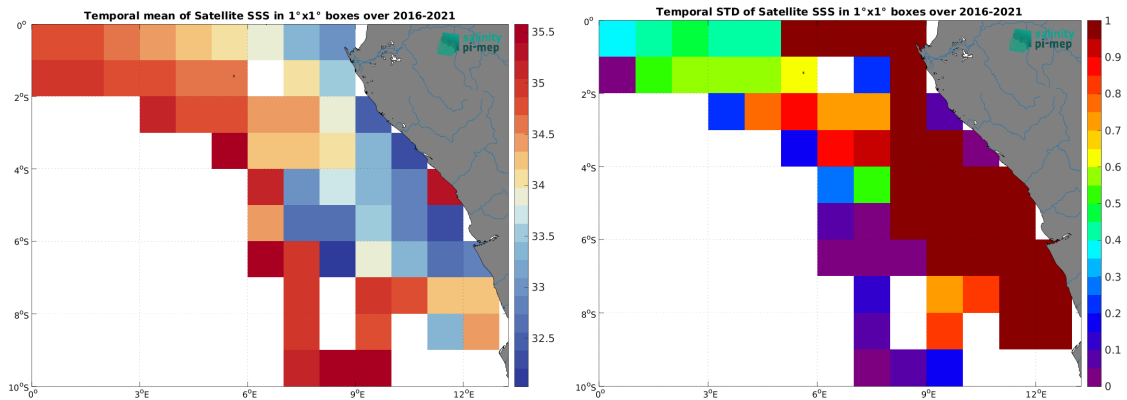 Temporal mean of Satellite SSS in 1°x1° boxes over 2016-2021
0°
2°S
4°S
6°S
8°S
10°S
0°
3°E
6°E
9°E
12°E
salinity
pi-mep
35.5
35
34.5
34
33.5
33
32.5
Temporal STD of Satellite SSS in 1°x1° boxes over 2016-2021
0°
2°S
4°S
6°S
8°S
10°S
0°
3°E
6°E
9°E
12°E
salinity
pi-mep
1
0.9
0.8
0.7
0.6
0.5
0.4
0.3
0.2
0.1
0